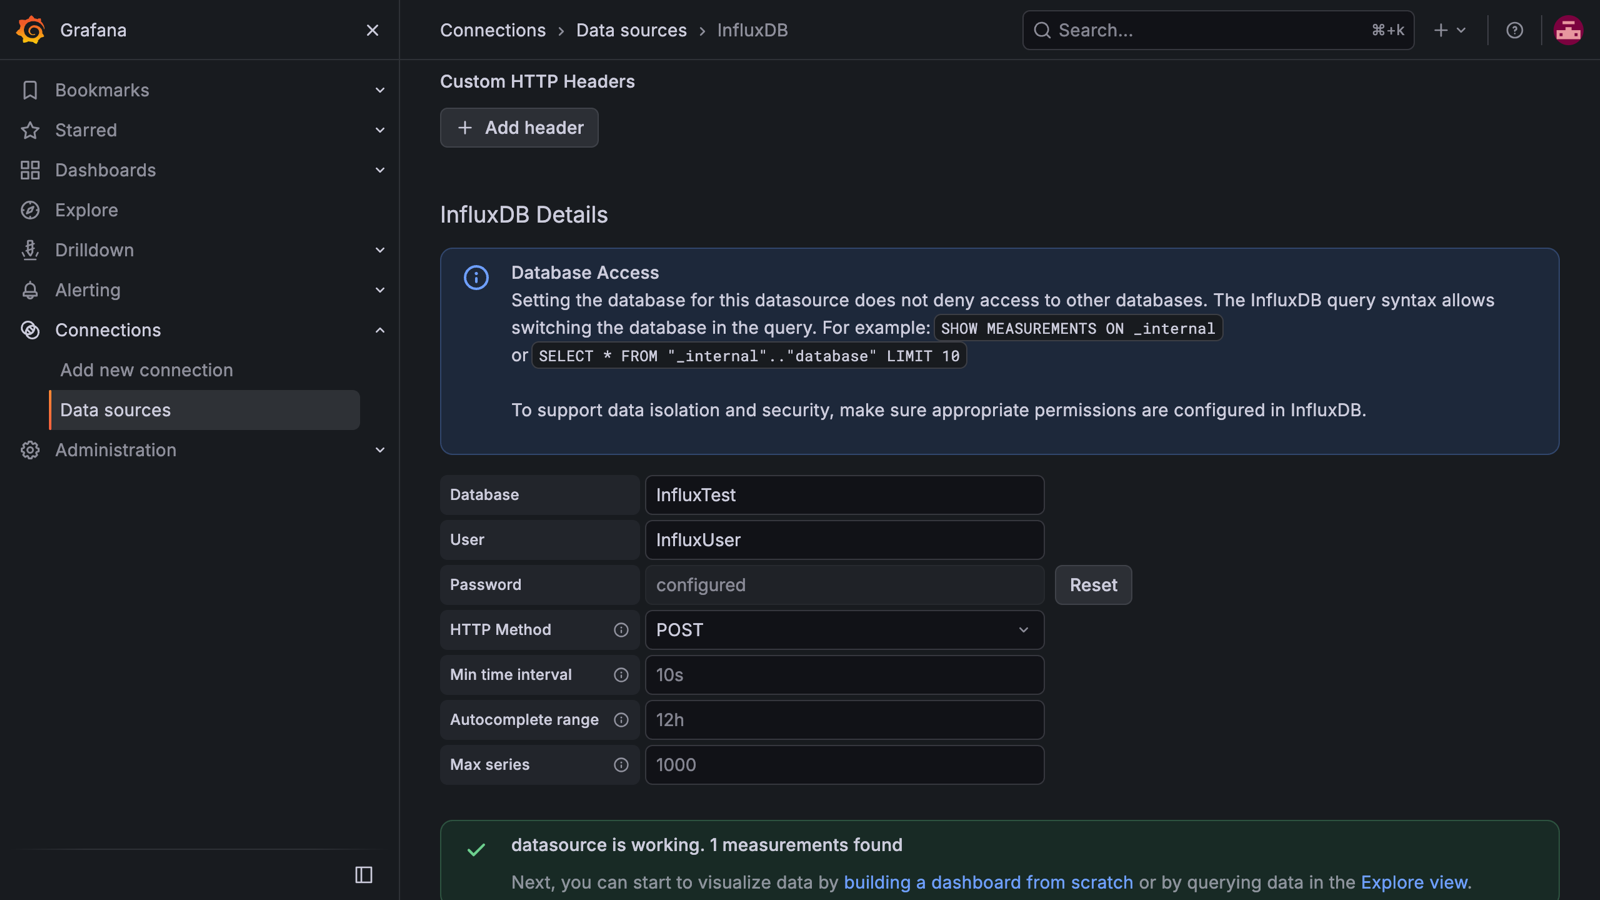 Grafana
Connections > Data sources > InfluxDB
Search...
⌘+k
Bookmarks
Starred
Dashboards
Explore
Drilldown
Alerting
Connections
Add new connection
Data sources
Administration
Custom HTTP Headers
+ Add header
InfluxDB Details
Database Access
Setting the database for this datasource does not deny access to other databases. The InfluxDB query syntax allows
switching the database in the query. For example: SHOW MEASUREMENTS ON _internal
or SELECT * FROM "_internal".."database" LIMIT 10
To support data isolation and security, make sure appropriate permissions are configured in InfluxDB.
Database InfluxTest
User InfluxUser
Password configured Reset
HTTP Method POST
Min time interval 10s
Autocomplete range 12h
Max series 1000
datasource is working. 1 measurements found
Next, you can start to visualize data by building a dashboard from scratch or by querying data in the Explore view.